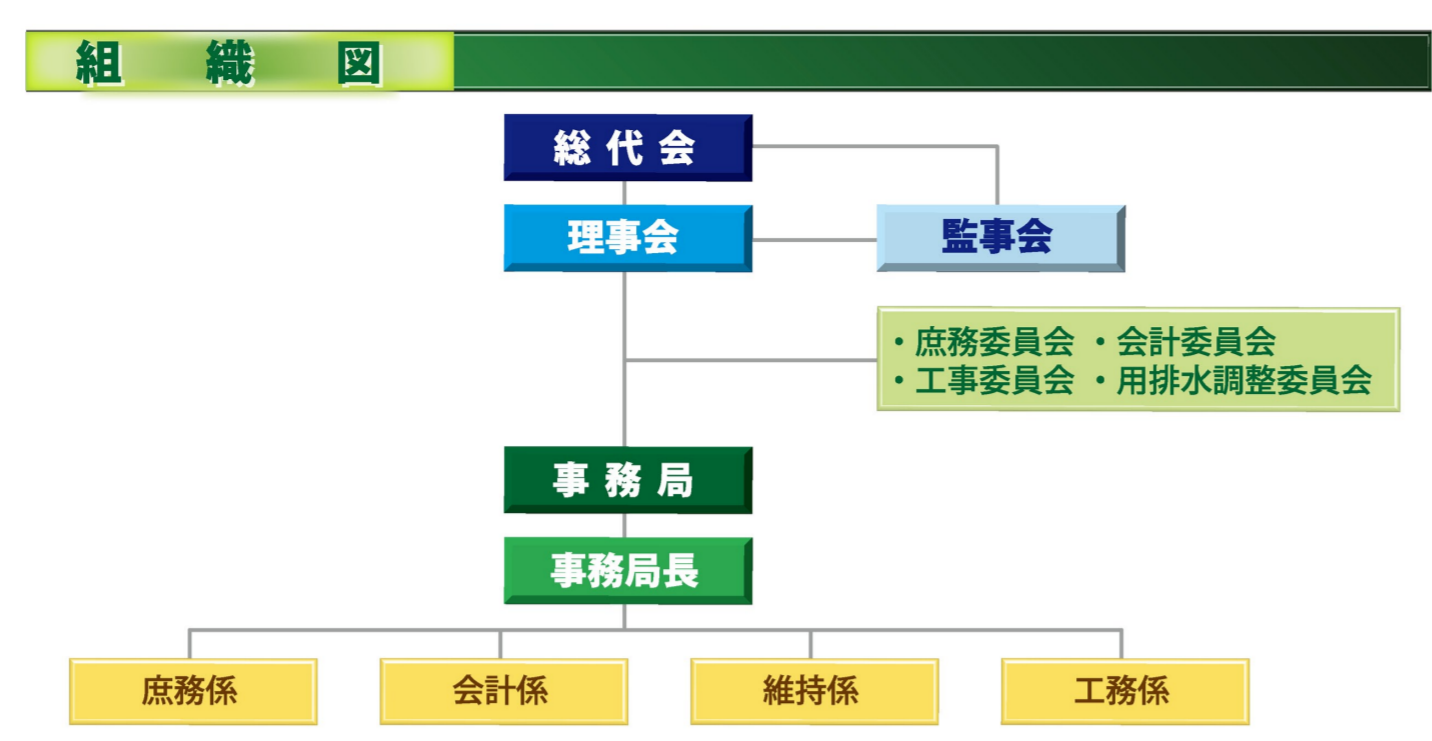 組織図
総代会
理事会
監事会
・庶務委員会 ・会計委員会
・工事委員会 ・用排水調整委員会
事務局
事務局長
庶務係
会計係
維持係
工務係